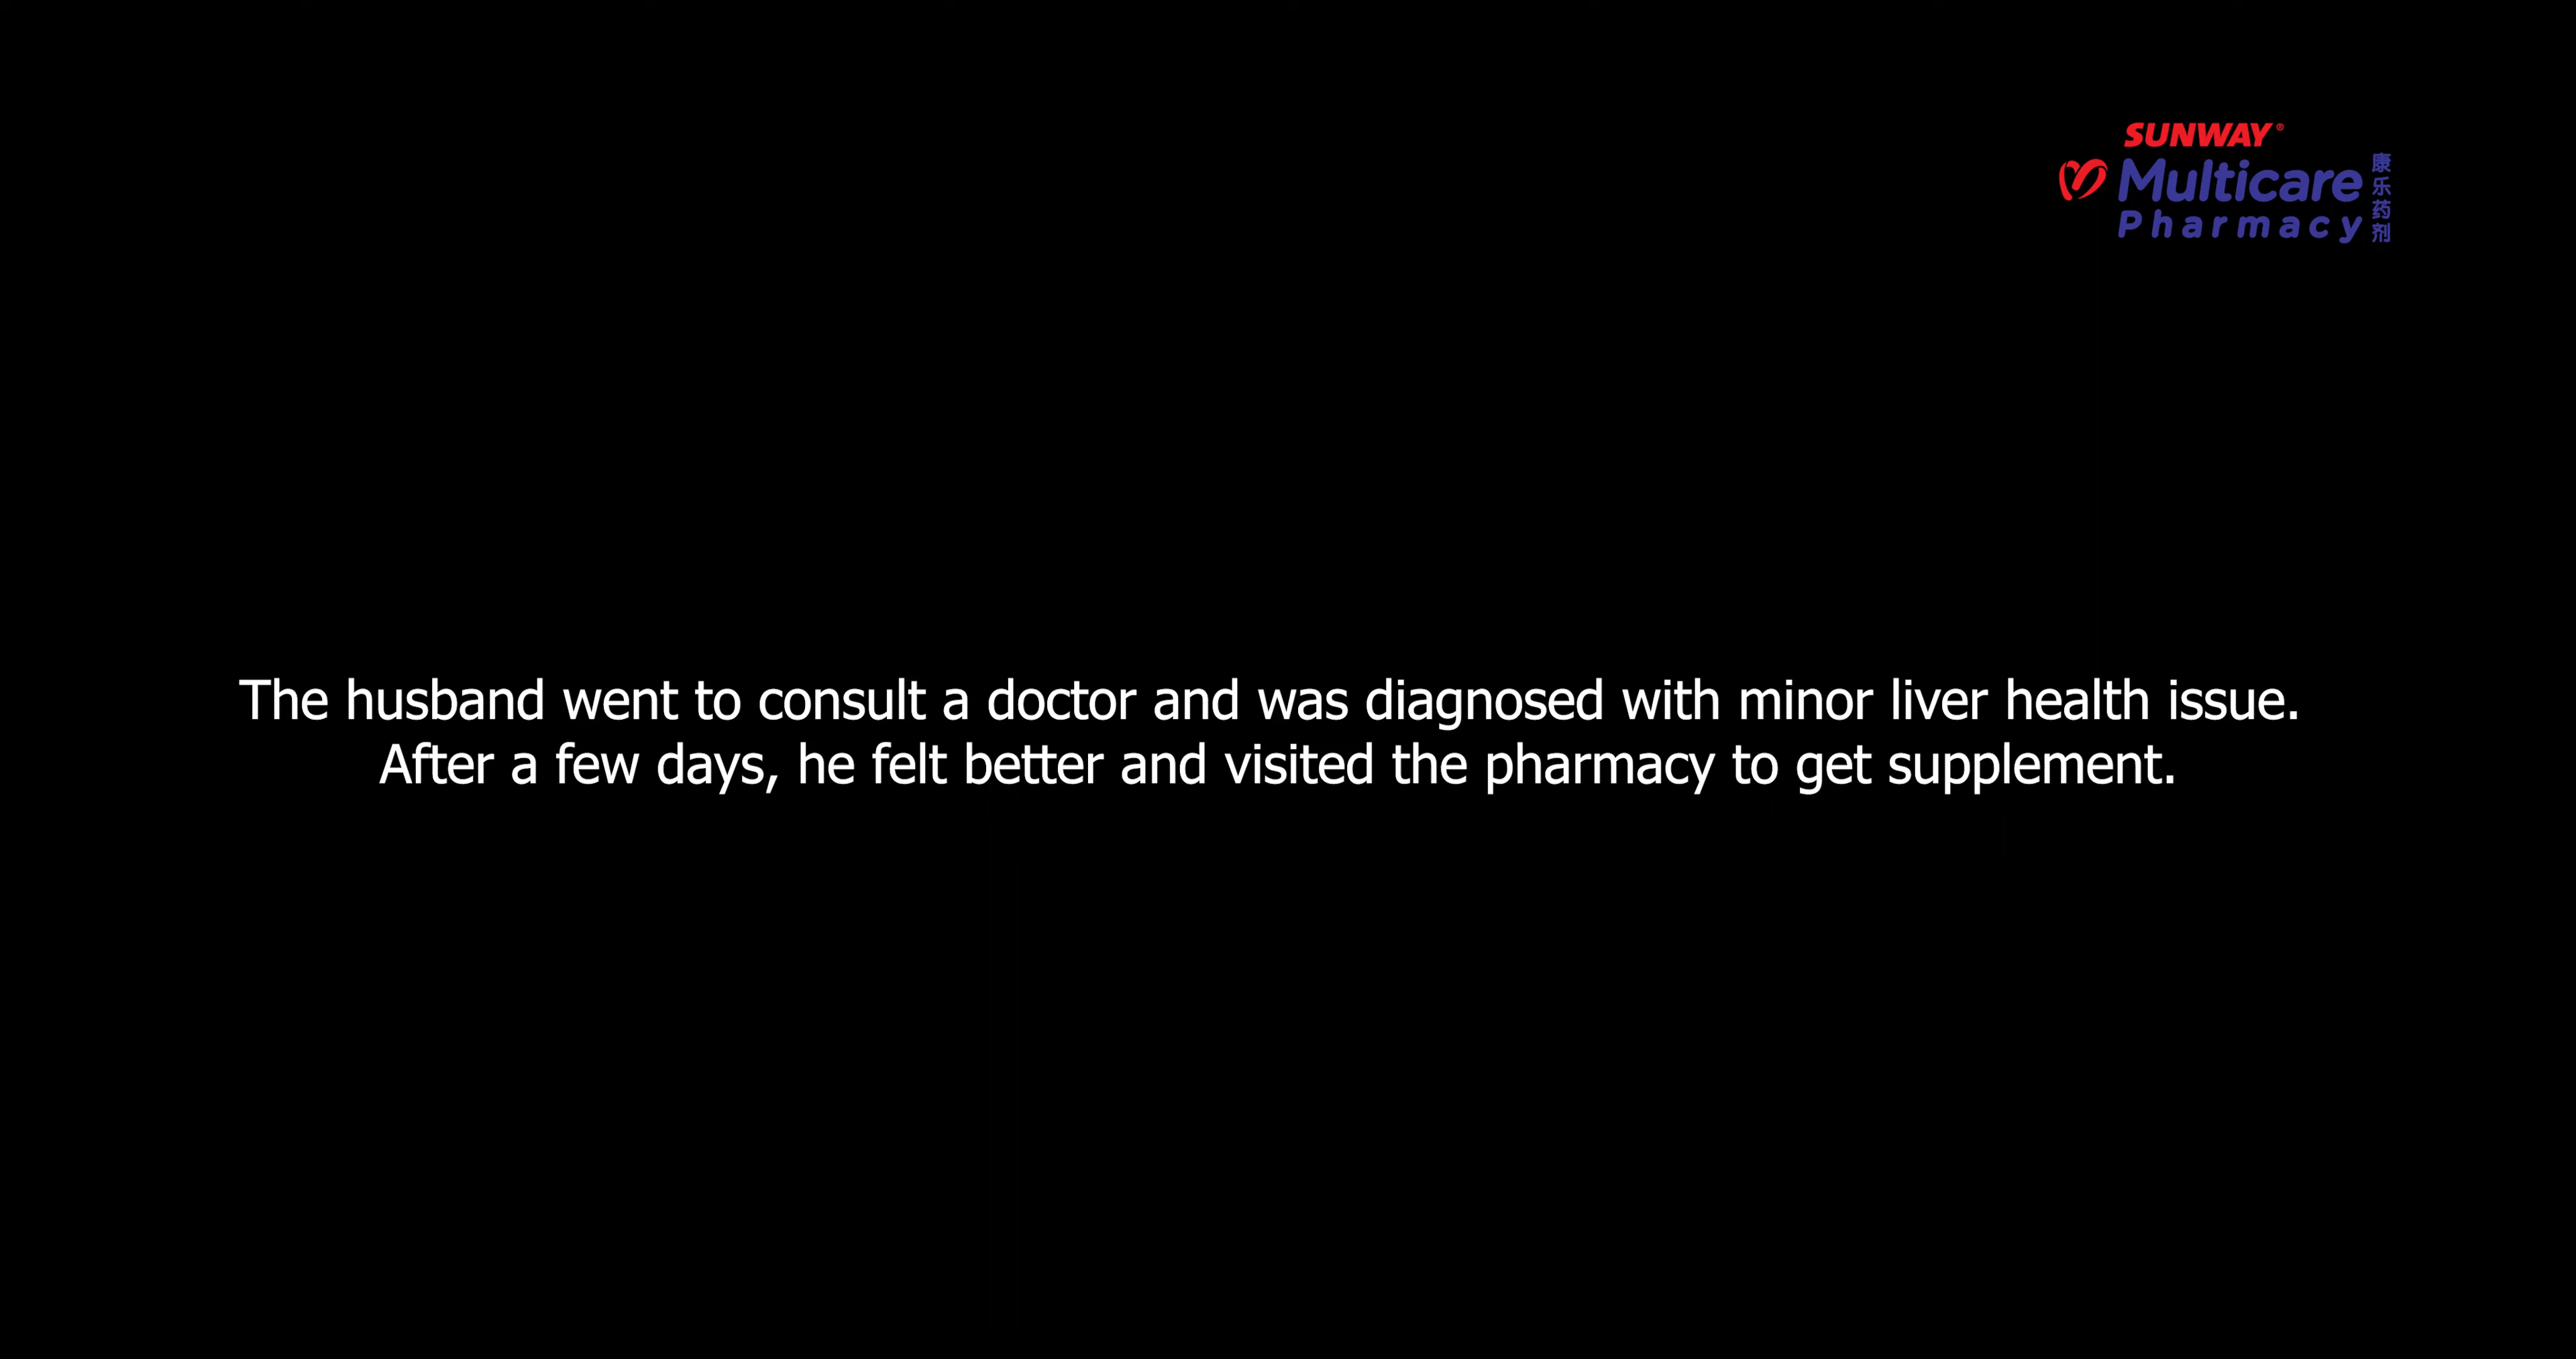 SUNWAY®
Multicare
Pharmacy
康乐药剂
The husband went to consult a doctor and was diagnosed with minor liver health issue.
After a few days, he felt better and visited the pharmacy to get supplement.